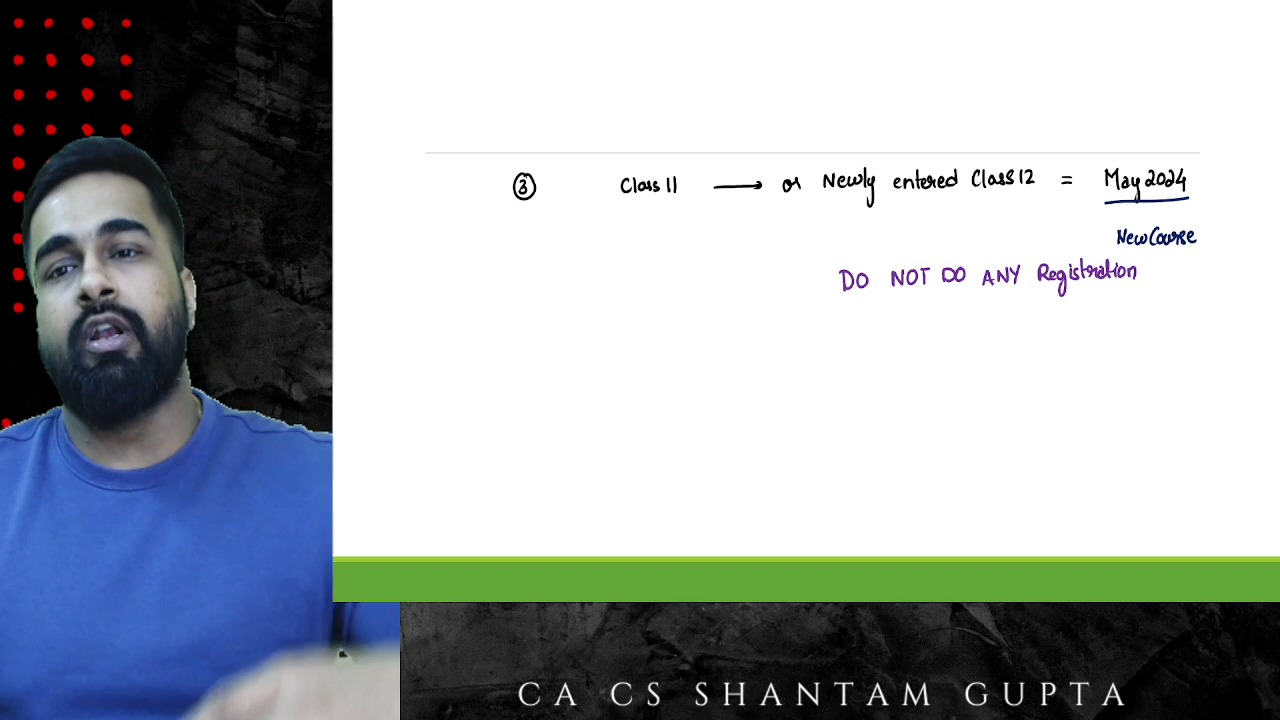 ③ Class 11 → or Newly entered Class 12 = May 2024
New Course
DO NOT DO ANY Registration
CA CS SHANTAM GUPTA